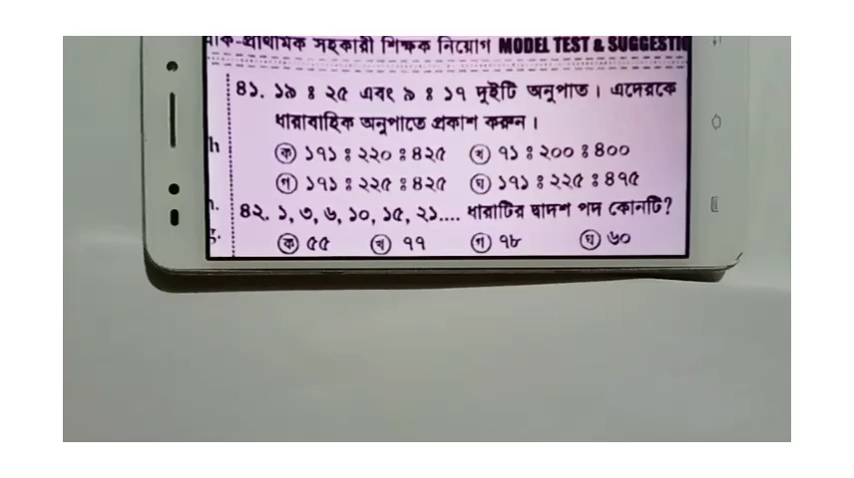 প্রাক-প্রাথমিক সহকারী শিক্ষক নিয়োগ MODEL TEST & SUGGESTIO
৪১. ১৯ ঃ ২৫ এবং ৯ ঃ ১৭ দুইটি অনুপাত। এদেরকে
ধারাবাহিক অনুপাতে প্রকাশ করুন।
h
ক ১৭১ ঃ ২২০ ঃ ৪২৫ খ ৭১ ঃ ২০০ ঃ ৪০০
গ ১৭১ ঃ ২২৫ ঃ ৪২৫ ঘ ১৭১ ঃ ২২৫ ঃ ৪৭৫
৪২. ১, ৩, ৬, ১০, ১৫, ২১.... ধারাটির দ্বাদশ পদ কোনটি?
ক ৫৫ খ ৭৭ গ ৭৮ ঘ ৬০